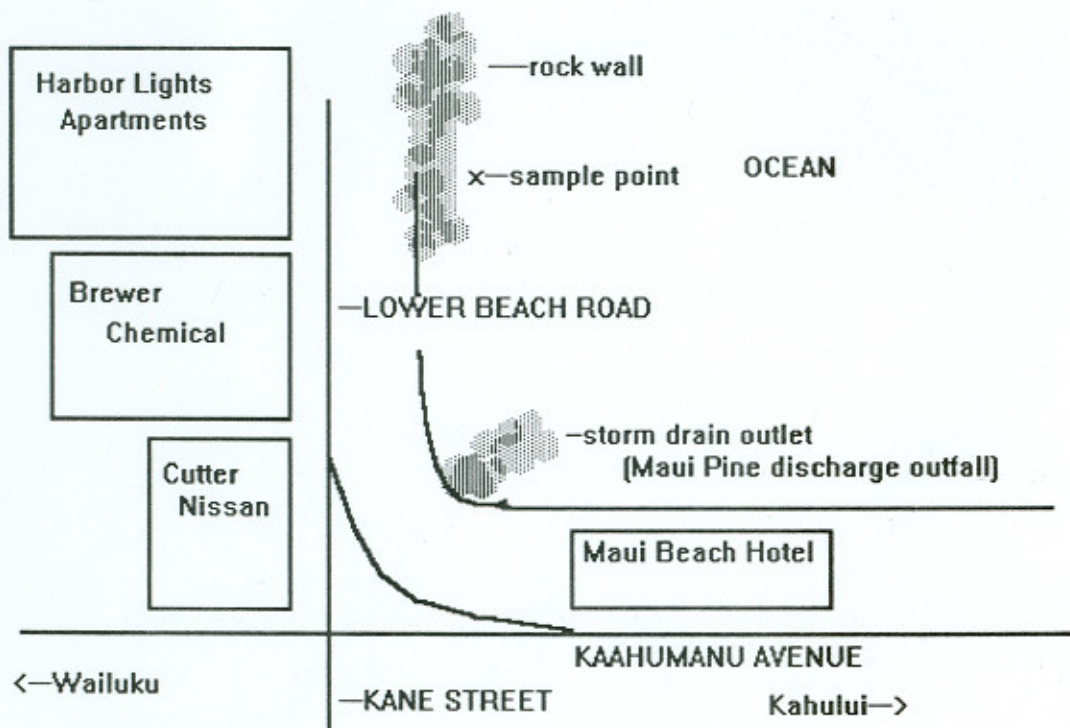 Harbor Lights
Apartments
—rock wall
x—sample point
OCEAN
Brewer
Chemical
—LOWER BEACH ROAD
Cutter
Nissan
—storm drain outlet
(Maui Pine discharge outfall)
Maui Beach Hotel
KAAHUMANU AVENUE
<—Wailuku
—KANE STREET
Kahului—>